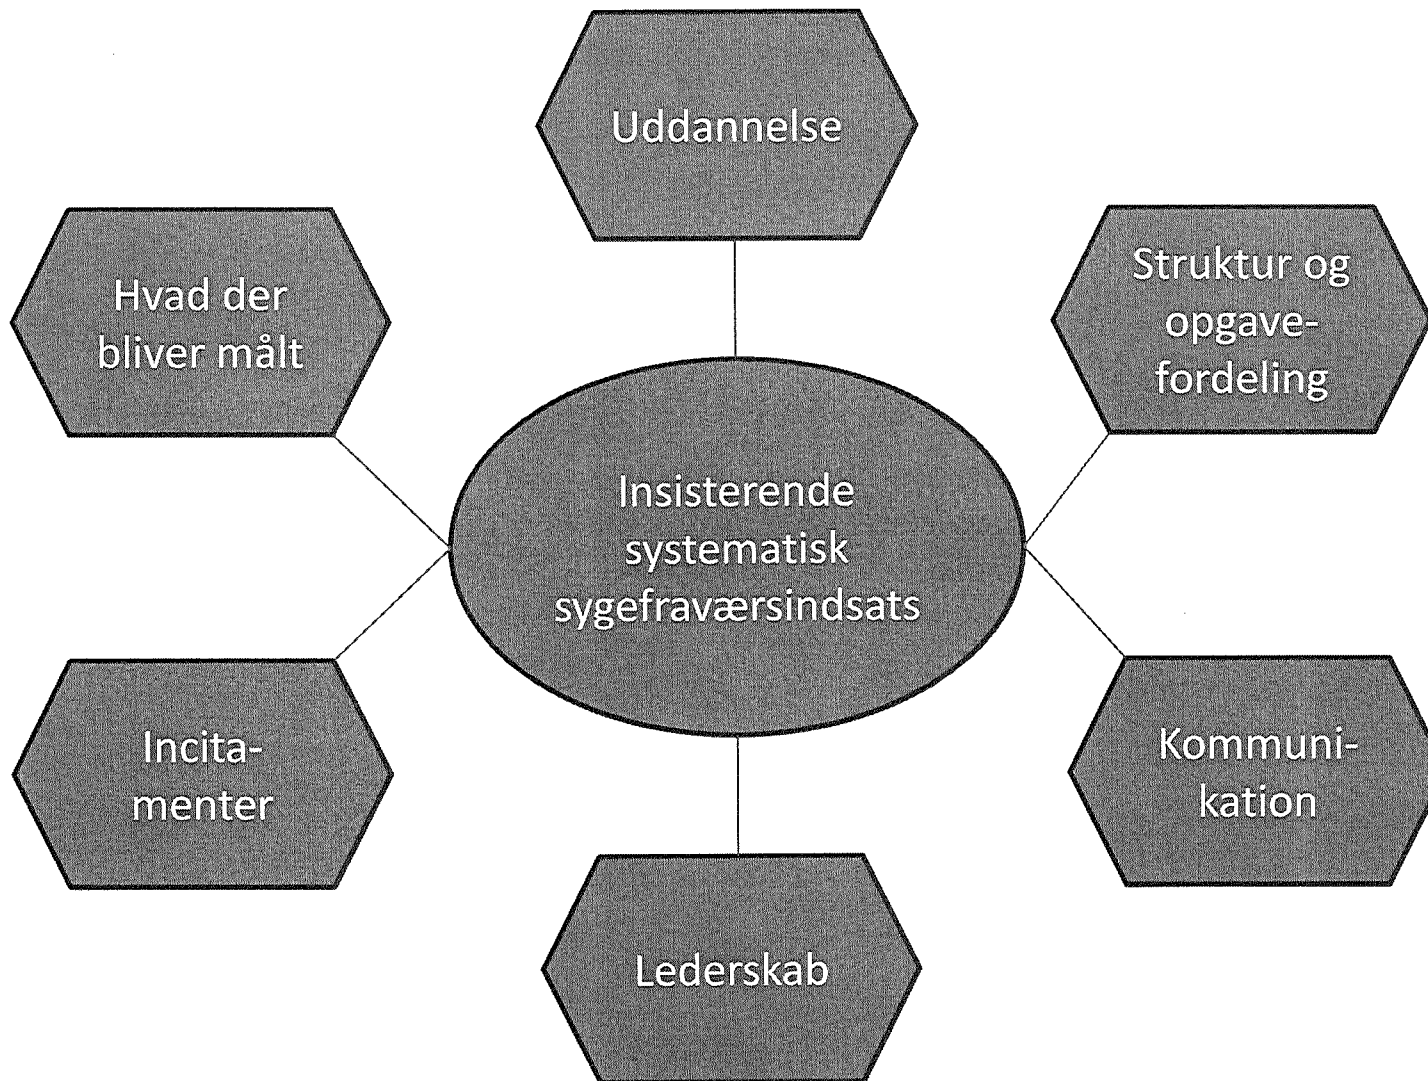 Uddannelse
Hvad der
bliver målt
Struktur og
opgave-
fordeling
Insisterende
systematisk
sygefraværsindsats
Incita-
menter
Kommuni-
kation
Lederskab